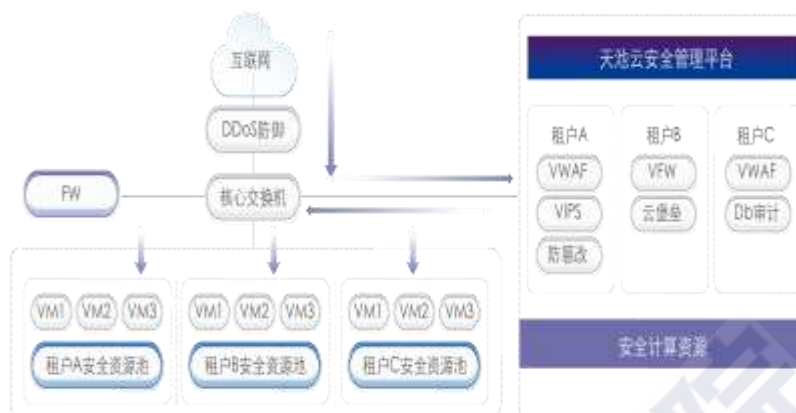 互联网
DDoS防御
FW
核心交换机
VM1 VM2 VM3
租户A安全资源池
VM1 VM2 VM3
租户B安全资源池
VM1 VM2 VM3
租户C安全资源池
天池云安全管理平台
租户A
VWAF
VIPS
防篡改
租户B
VFW
云堡垒
租户C
VWAF
Db审计
安全计算资源